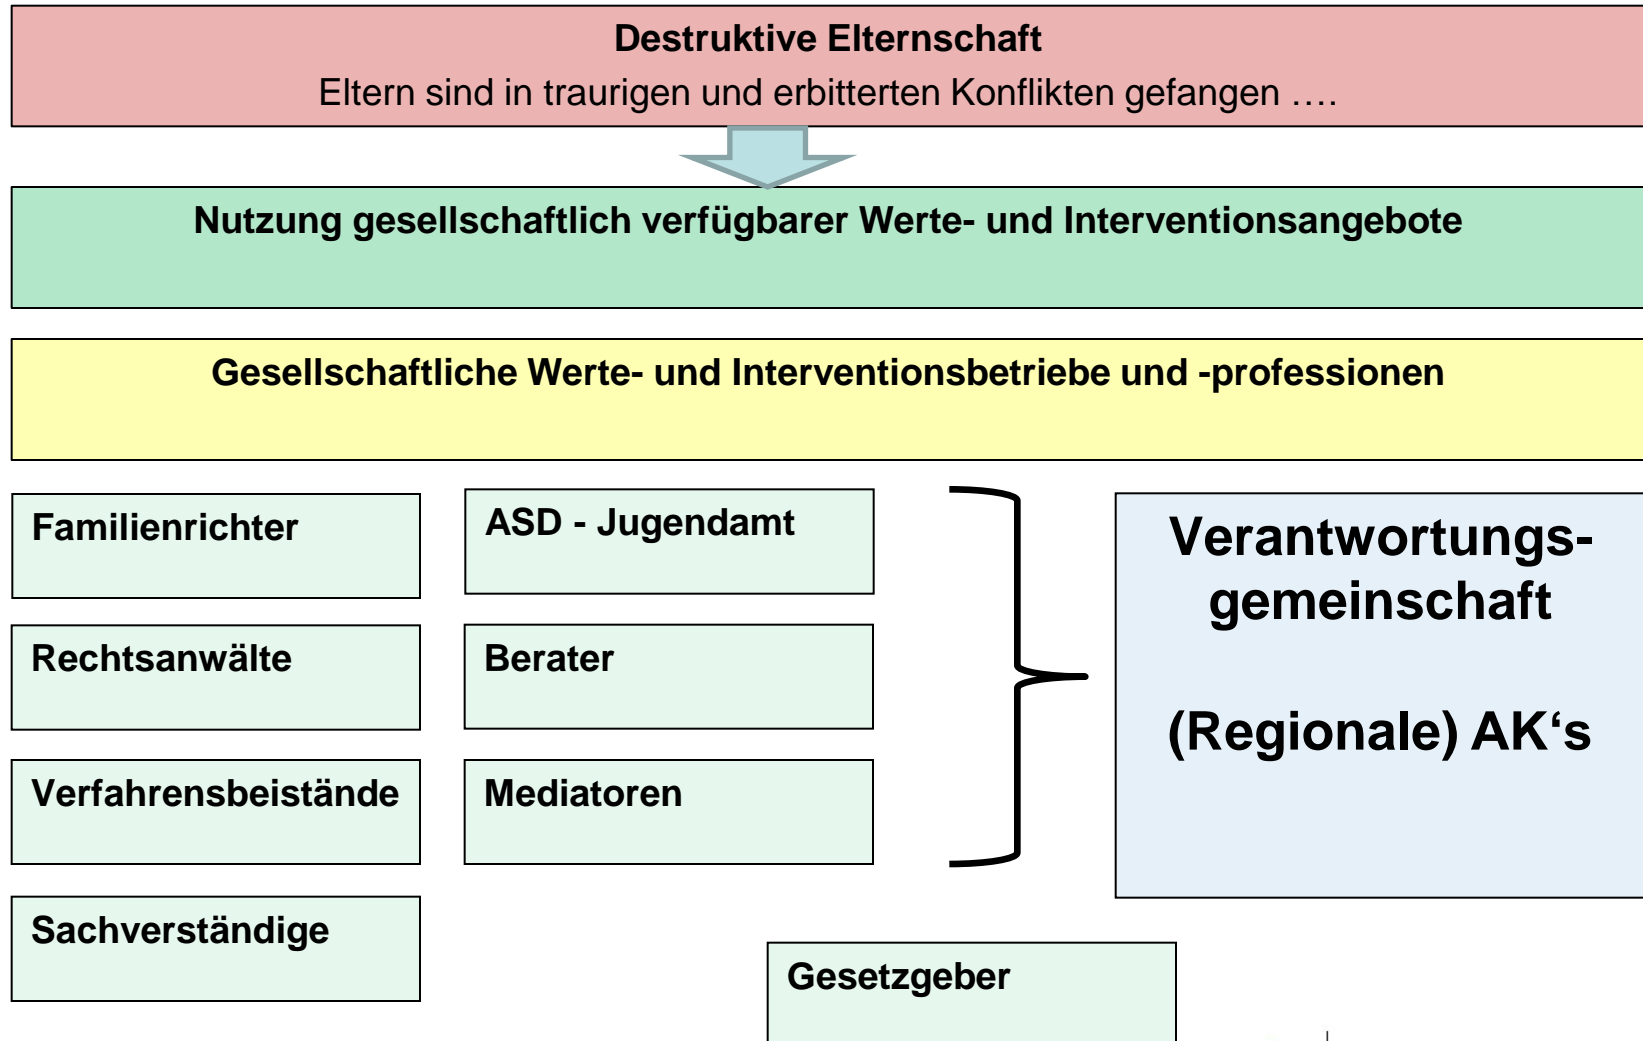 Destruktive Elternschaft
Eltern sind in traurigen und erbitterten Konflikten gefangen ….
Nutzung gesellschaftlich verfügbarer Werte- und Interventionsangebote
Gesellschaftliche Werte- und Interventionsbetriebe und -professionen
Familienrichter
ASD - Jugendamt
Rechtsanwälte
Berater
Verfahrensbeistände
Mediatoren
Sachverständige
Verantwortungs-
gemeinschaft
(Regionale) AK‘s
Gesetzgeber